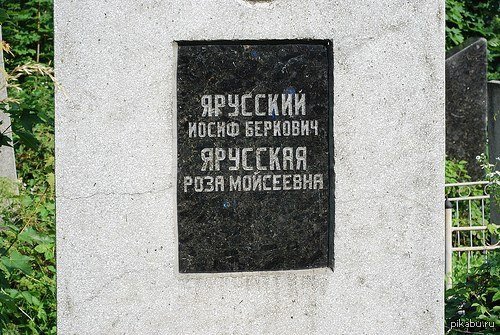 ЯРУССКИЙ
ИОСИФ БЕРКОВИЧ
ЯРУССКАЯ
РОЗА МОЙСЕЕВНА
pikabu.ru